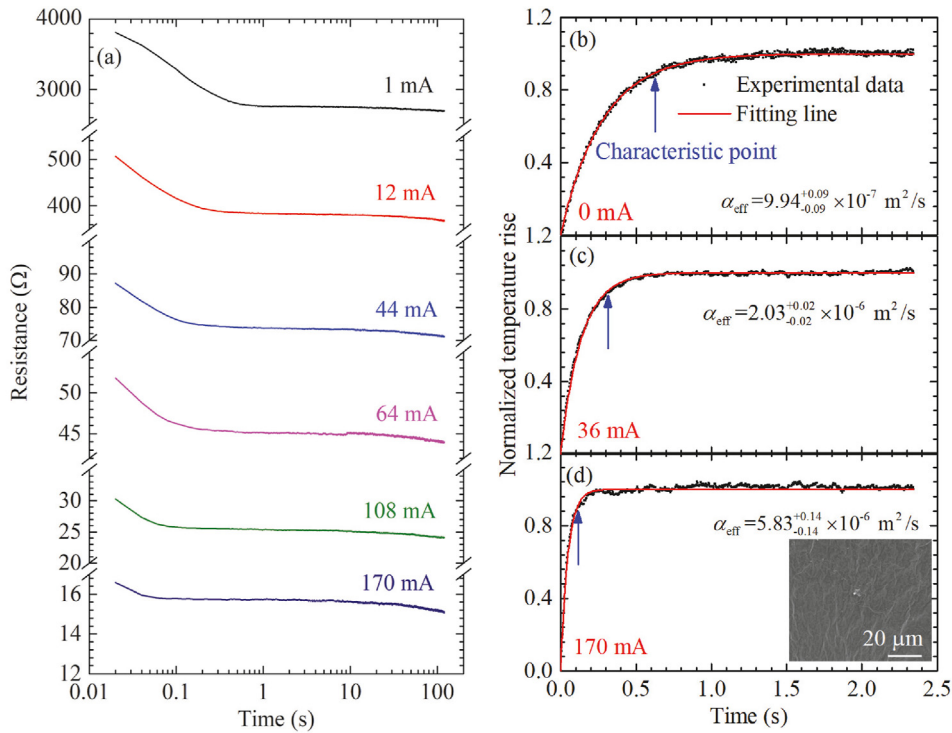 (a)
4000
3000
500
400
90
80
70
50
45
30
25
20
16
14
12
Resistance (Ω)
1 mA
12 mA
44 mA
64 mA
108 mA
170 mA
0.01 0.1 1 10 100
Time (s)
(b)
1.2
0.8
0.4
Experimental data
Fitting line
Characteristic point
0 mA
αeff=9.94+0.09-0.09×10-7 m2/s
(c)
1.2
0.8
0.4
36 mA
αeff=2.03+0.02-0.02×10-6 m2/s
(d)
1.2
0.8
0.4
0.0
170 mA
αeff=5.83+0.14-0.14×10-6 m2/s
20 μm
Normalized temperature rise
0.0 0.5 1.0 1.5 2.0 2.5
Time (s)